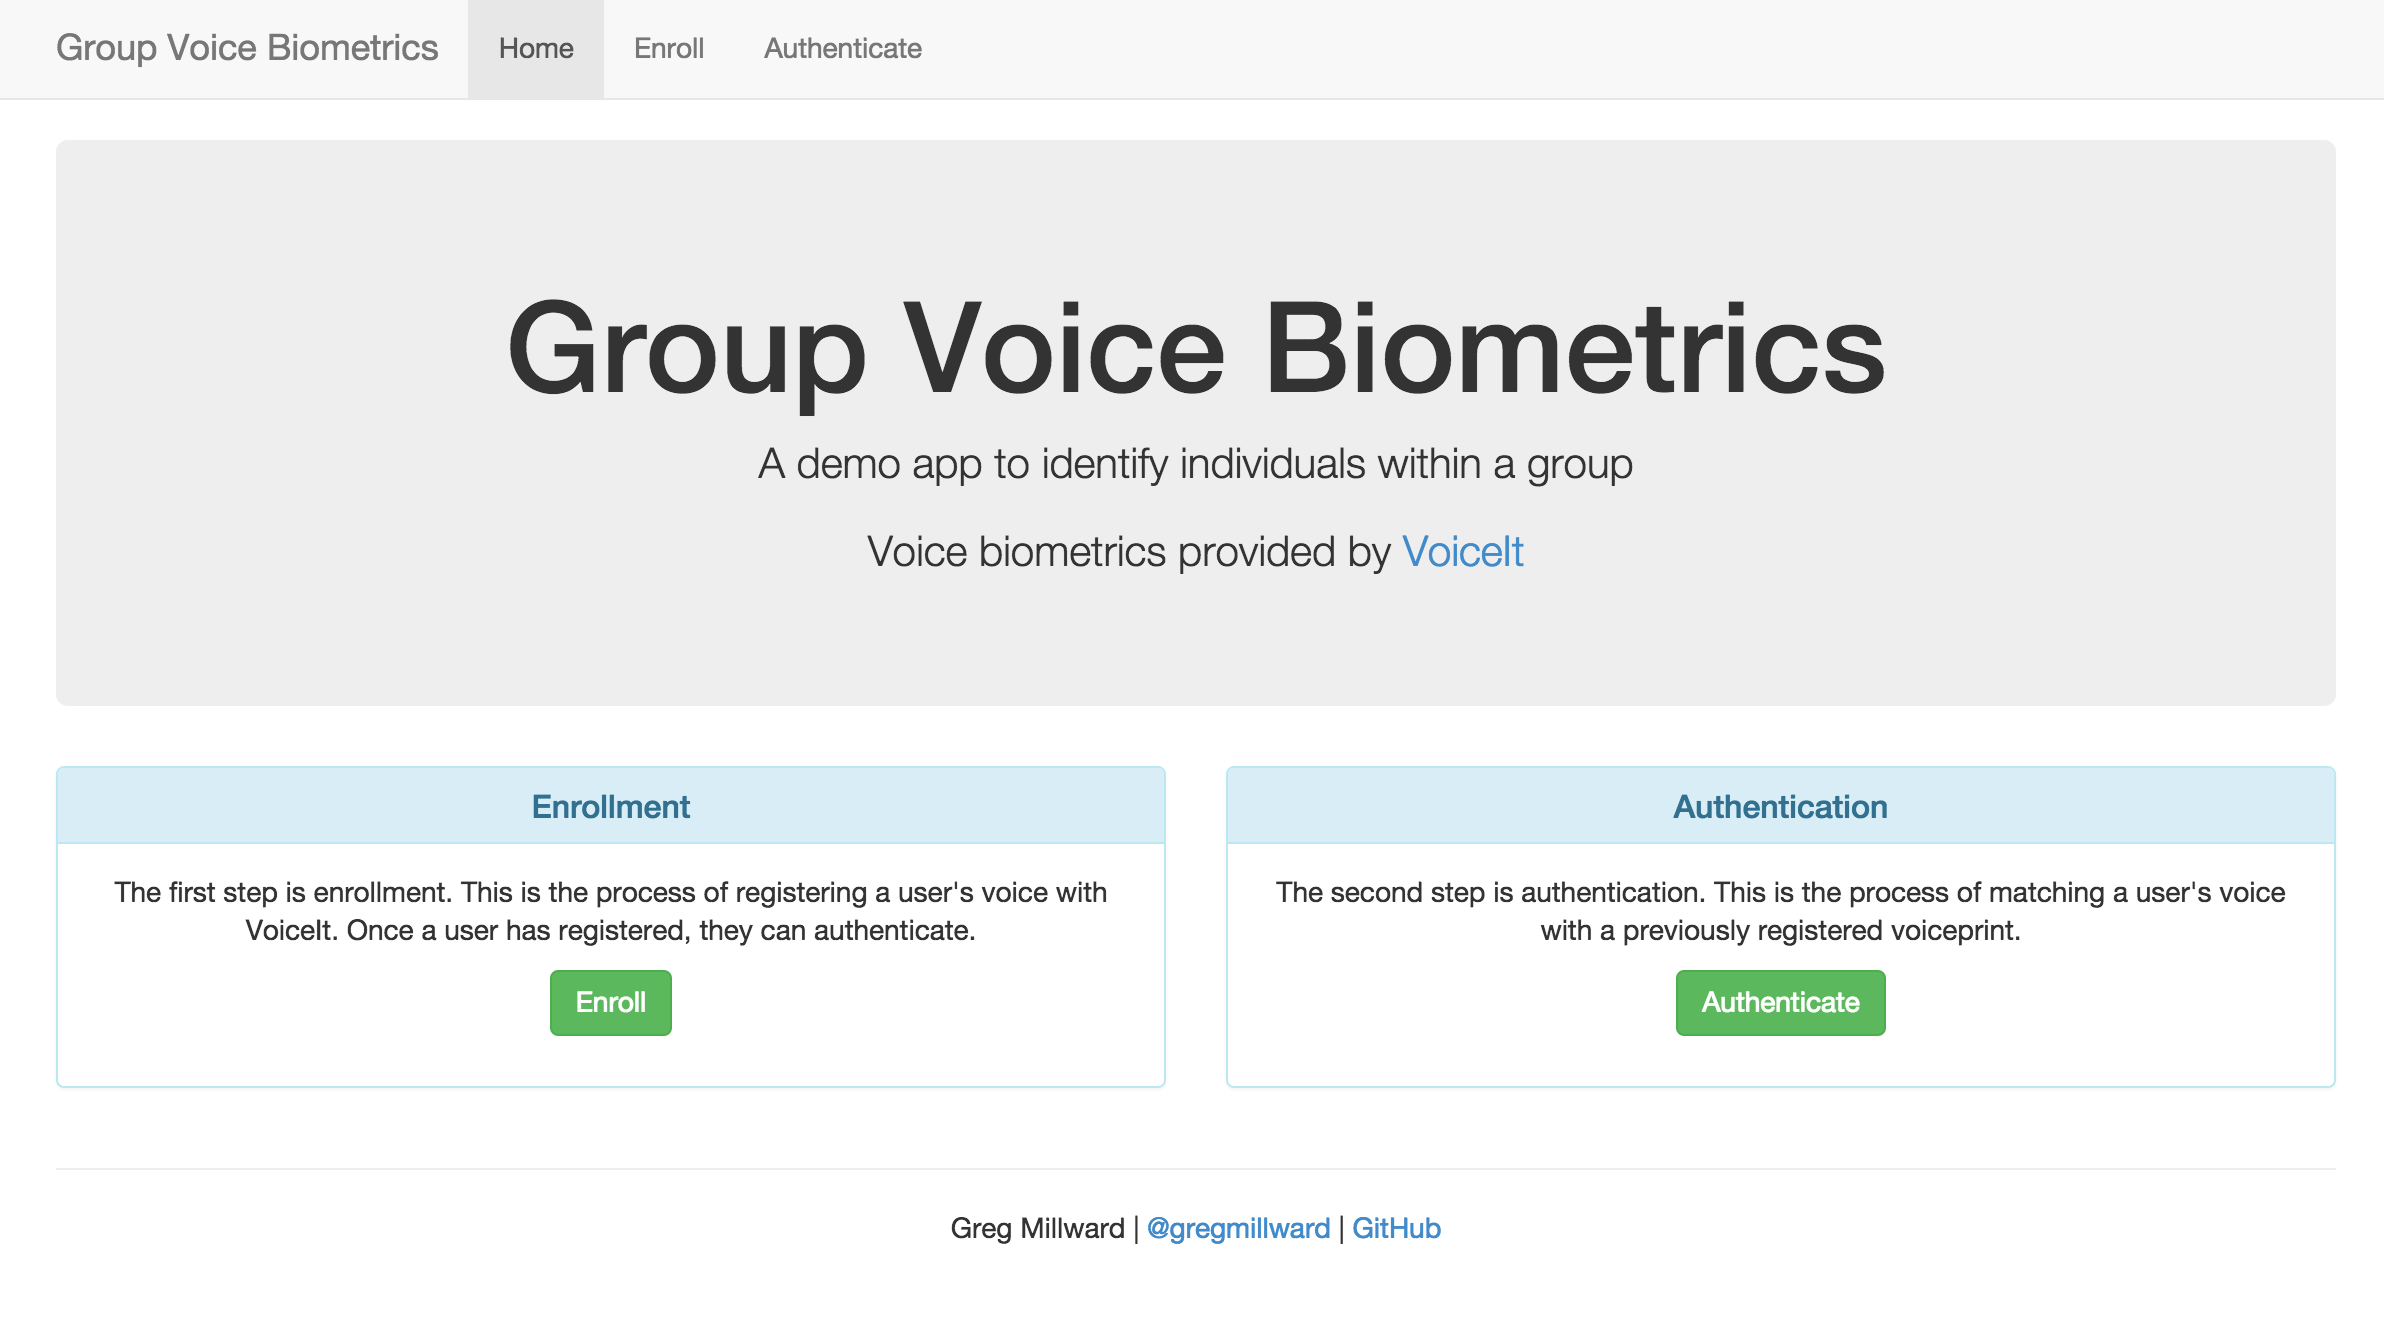 Group Voice Biometrics Home Enroll Authenticate
Group Voice Biometrics
A demo app to identify individuals within a group
Voice biometrics provided by VoiceIt
Enrollment
The first step is enrollment. This is the process of registering a user's voice with
VoiceIt. Once a user has registered, they can authenticate.
Enroll
Authentication
The second step is authentication. This is the process of matching a user's voice
with a previously registered voiceprint.
Authenticate
Greg Millward | @gregmillward | GitHub